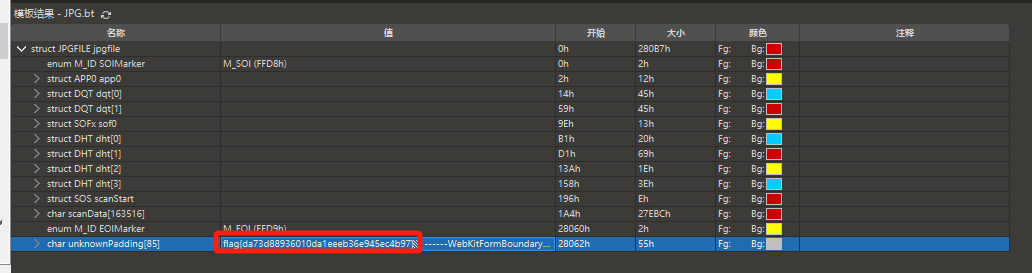 模板结果 - JPG.bt
名称 值 开始 大小 颜色 注释
struct JPGFILE jpgfile 0h 280B7h Fg: Bg:
enum M_ID SOIMarker M_SOI (FFD8h) 0h 2h Fg: Bg:
struct APP0 app0 2h 12h Fg: Bg:
struct DQT dqt[0] 14h 45h Fg: Bg:
struct DQT dqt[1] 59h 45h Fg: Bg:
struct SOFx sof0 9Eh 13h Fg: Bg:
struct DHT dht[0] B1h 20h Fg: Bg:
struct DHT dht[1] D1h 69h Fg: Bg:
struct DHT dht[2] 13Ah 1Eh Fg: Bg:
struct DHT dht[3] 158h 3Eh Fg: Bg:
struct SOS scanStart 196h Eh Fg: Bg:
char scanData[163516] 1A4h 27EBCh Fg: Bg:
enum M_ID EOIMarker M_EOI (FFD9h) 28060h 2h Fg: Bg:
char unknownPadding[85] flag{da73d88936010da1eeeb36e945ec4b97} ------WebKitFormBoundary... 28062h 55h Fg: Bg: